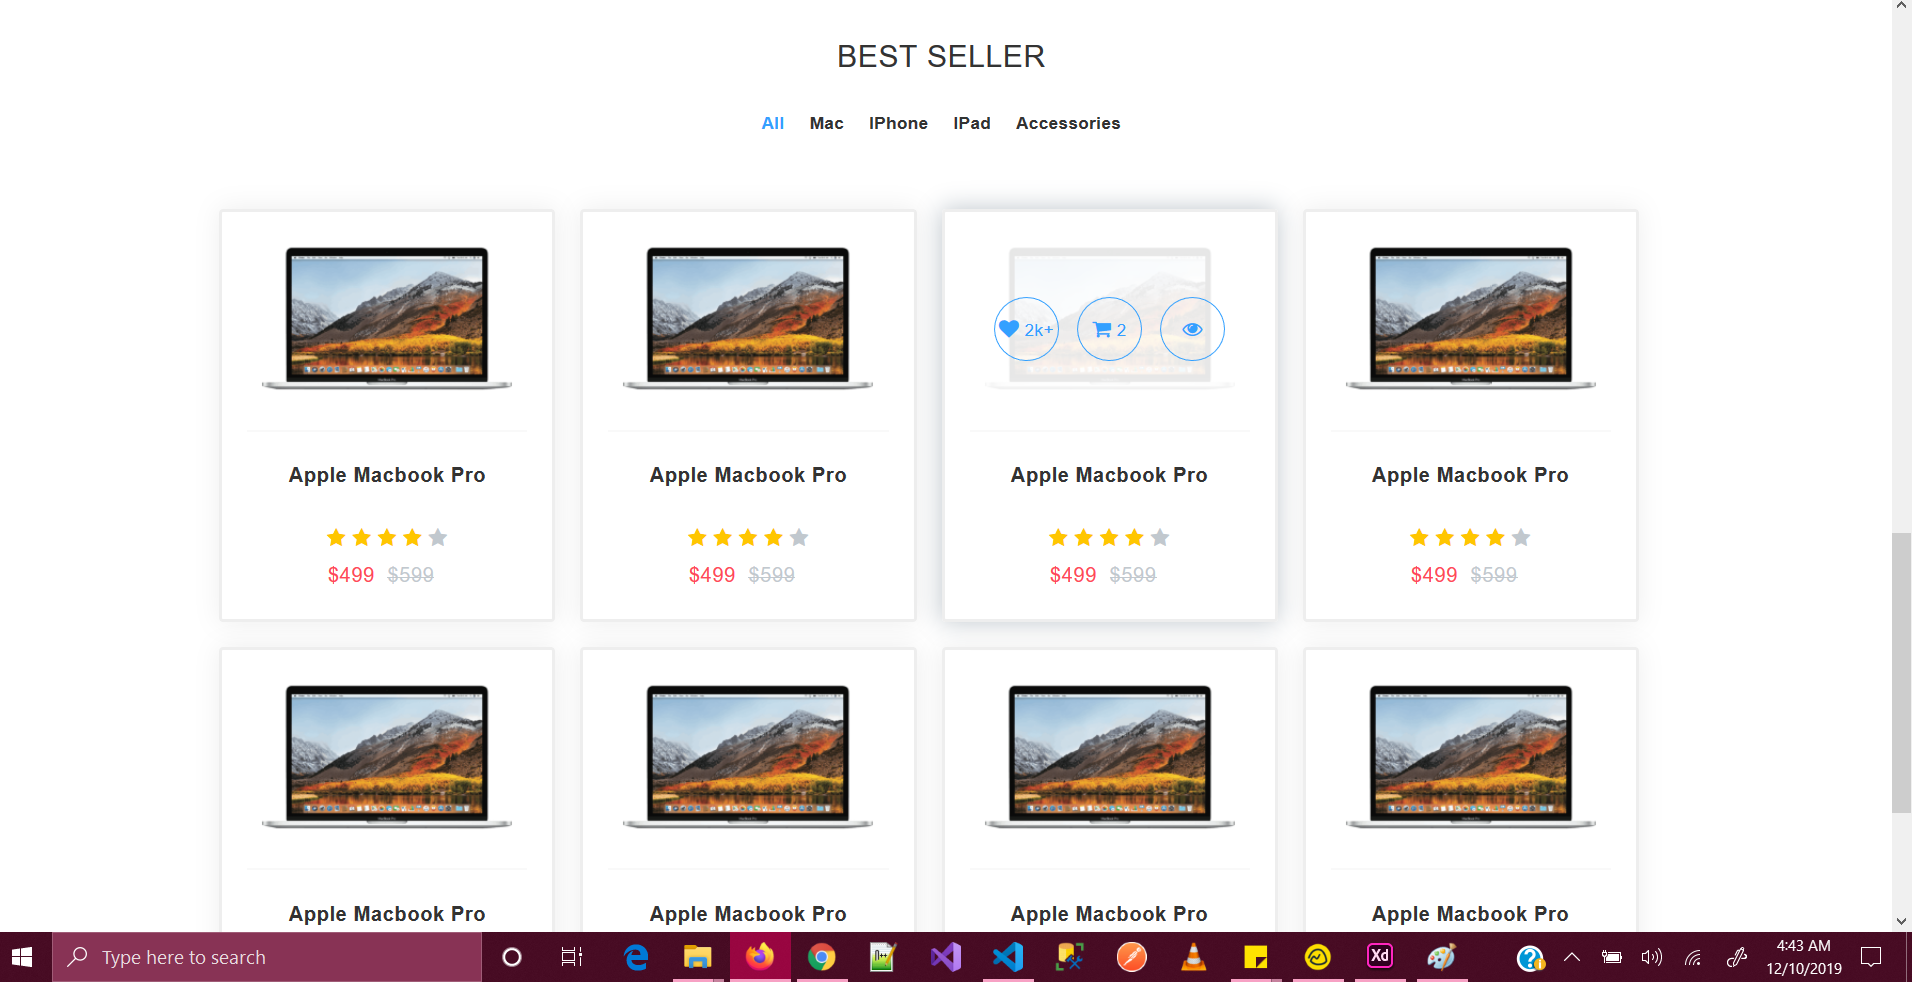 BEST SELLER
All Mac IPhone IPad Accessories
2k+ 2
Apple Macbook Pro Apple Macbook Pro Apple Macbook Pro Apple Macbook Pro
$499 $599 $499 $599 $499 $599 $499 $599
Apple Macbook Pro Apple Macbook Pro Apple Macbook Pro Apple Macbook Pro
Type here to search
Xd
4:43 AM
12/10/2019